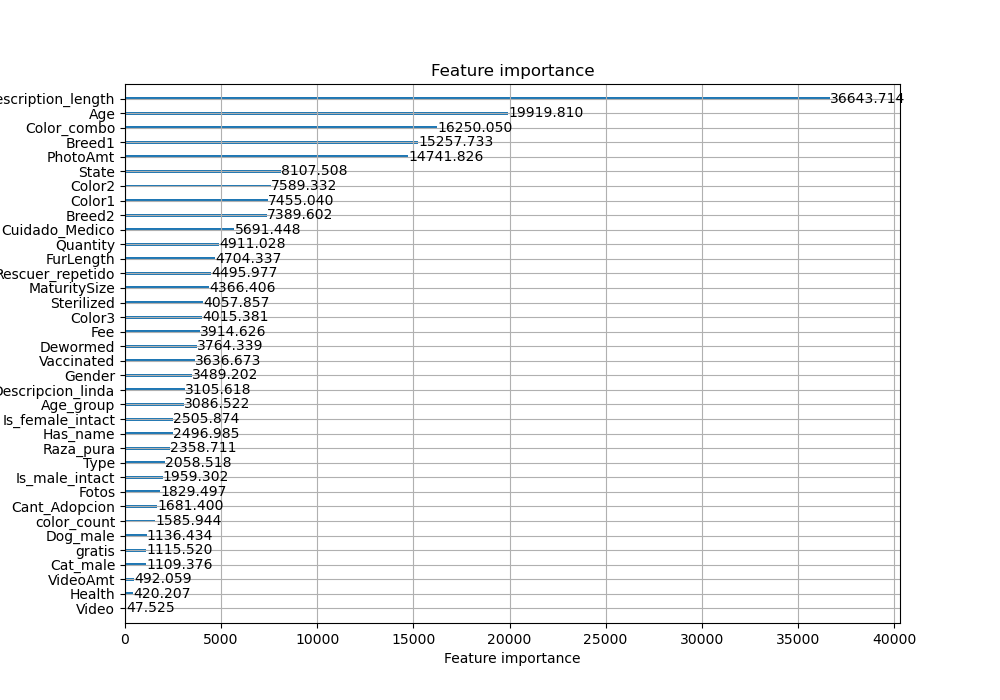 Feature importance
escription_length 36643.714
Age 19919.810
Color_combo 16250.050
Breed1 15257.733
PhotoAmt 14741.826
State 8107.508
Color2 7589.332
Color1 7455.040
Breed2 7389.602
Cuidado_Medico 5691.448
Quantity 4911.028
FurLength 4704.337
Rescuer_repetido 4495.977
MaturitySize 4366.406
Sterilized 4057.857
Color3 4015.381
Fee 3914.626
Dewormed 3764.339
Vaccinated 3636.673
Gender 3489.202
Descripcion_linda 3105.618
Age_group 3086.522
Is_female_intact 2505.874
Has_name 2496.985
Raza_pura 2358.711
Type 2058.518
Is_male_intact 1959.302
Fotos 1829.497
Cant_Adopcion 1681.400
color_count 1585.944
Dog_male 1136.434
gratis 1115.520
Cat_male 1109.376
VideoAmt 492.059
Health 420.207
Video 47.525
0 5000 10000 15000 20000 25000 30000 35000 40000
Feature importance